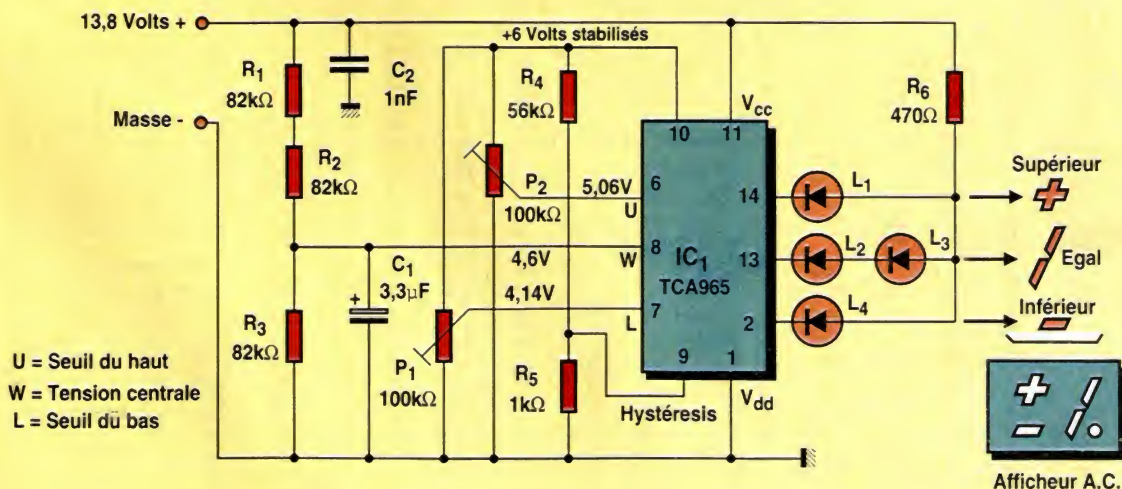 13,8 Volts +
Masse -
R1
82kΩ
R2
82kΩ
R3
82kΩ
C2
1nF
C1
3,3µF
+
+6 Volts stabilisés
R4
56kΩ
P2
100kΩ
P1
100kΩ
R5
1kΩ
Hystéresis
5,06V
U
4,6V
W
4,14V
L
Vcc
10
11
6
14
8
13
IC1
TCA965
7
2
9
1
Vdd
R6
470Ω
L1
L2
L3
L4
Supérieur
Egal
Inférieur
U = Seuil du haut
W = Tension centrale
L = Seuil du bas
Afficheur A.C.